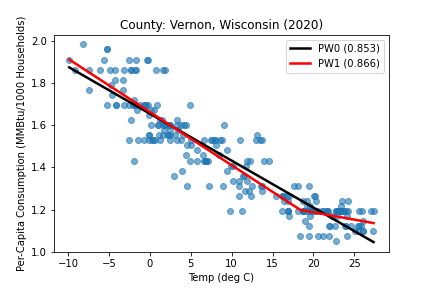 County: Vernon, Wisconsin (2020)
PW0 (0.853)
PW1 (0.866)
Per-Capita Consumption (MMBtu/1000 Households)
2.0
1.8
1.6
1.4
1.2
1.0
−10 −5 0 5 10 15 20 25
Temp (deg C)